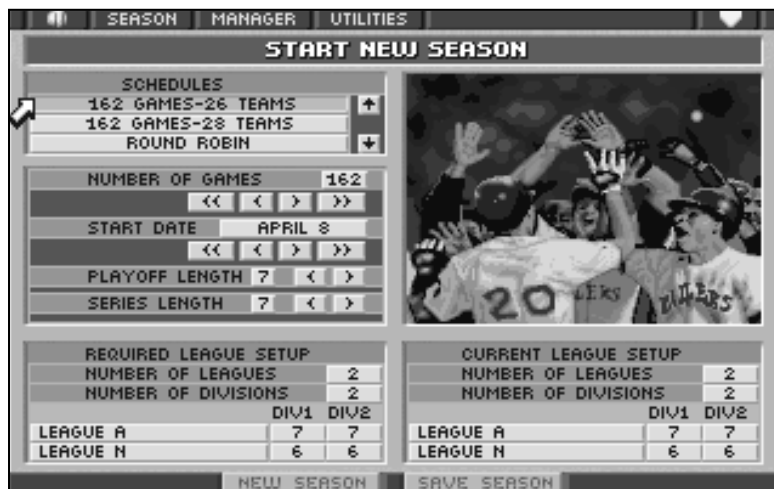 SEASON MANAGER UTILITIES
START NEW SEASON
SCHEDULES
162 GAMES-26 TEAMS
162 GAMES-28 TEAMS
ROUND ROBIN
NUMBER OF GAMES 162
<< < > >>
START DATE APRIL 8
<< < > >>
PLAYOFF LENGTH 7 < >
SERIES LENGTH 7 < >
20
REQUIRED LEAGUE SETUP
NUMBER OF LEAGUES 2
NUMBER OF DIVISIONS 2
DIV1 DIV2
LEAGUE A 7 7
LEAGUE N 6 6
CURRENT LEAGUE SETUP
NUMBER OF LEAGUES 2
NUMBER OF DIVISIONS 2
DIV1 DIV2
LEAGUE A 7 7
LEAGUE N 6 6
NEW SEASON SAVE SEASON